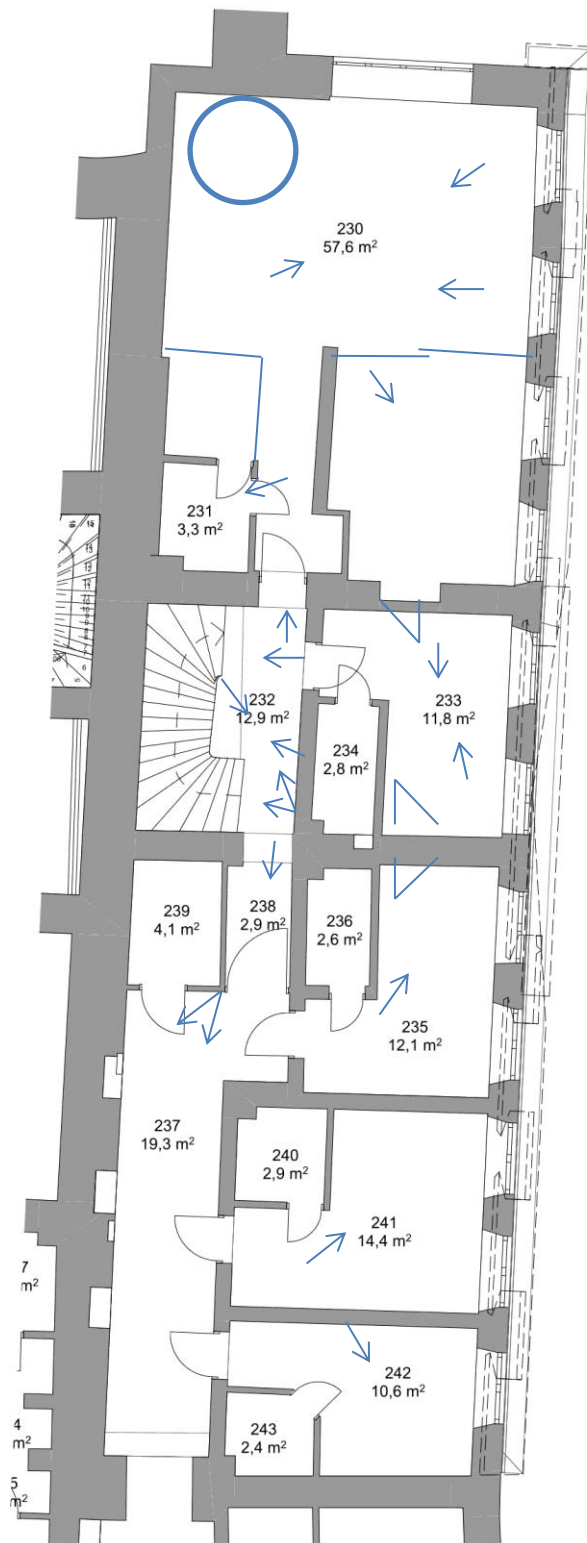 230
57,6 m²
231
3,3 m²
232
12,9 m²
233
11,8 m²
234
2,8 m²
239
4,1 m²
238
2,9 m²
236
2,6 m²
235
12,1 m²
237
19,3 m²
240
2,9 m²
241
14,4 m²
7
m²
242
10,6 m²
243
2,4 m²
4
m²
5
m²